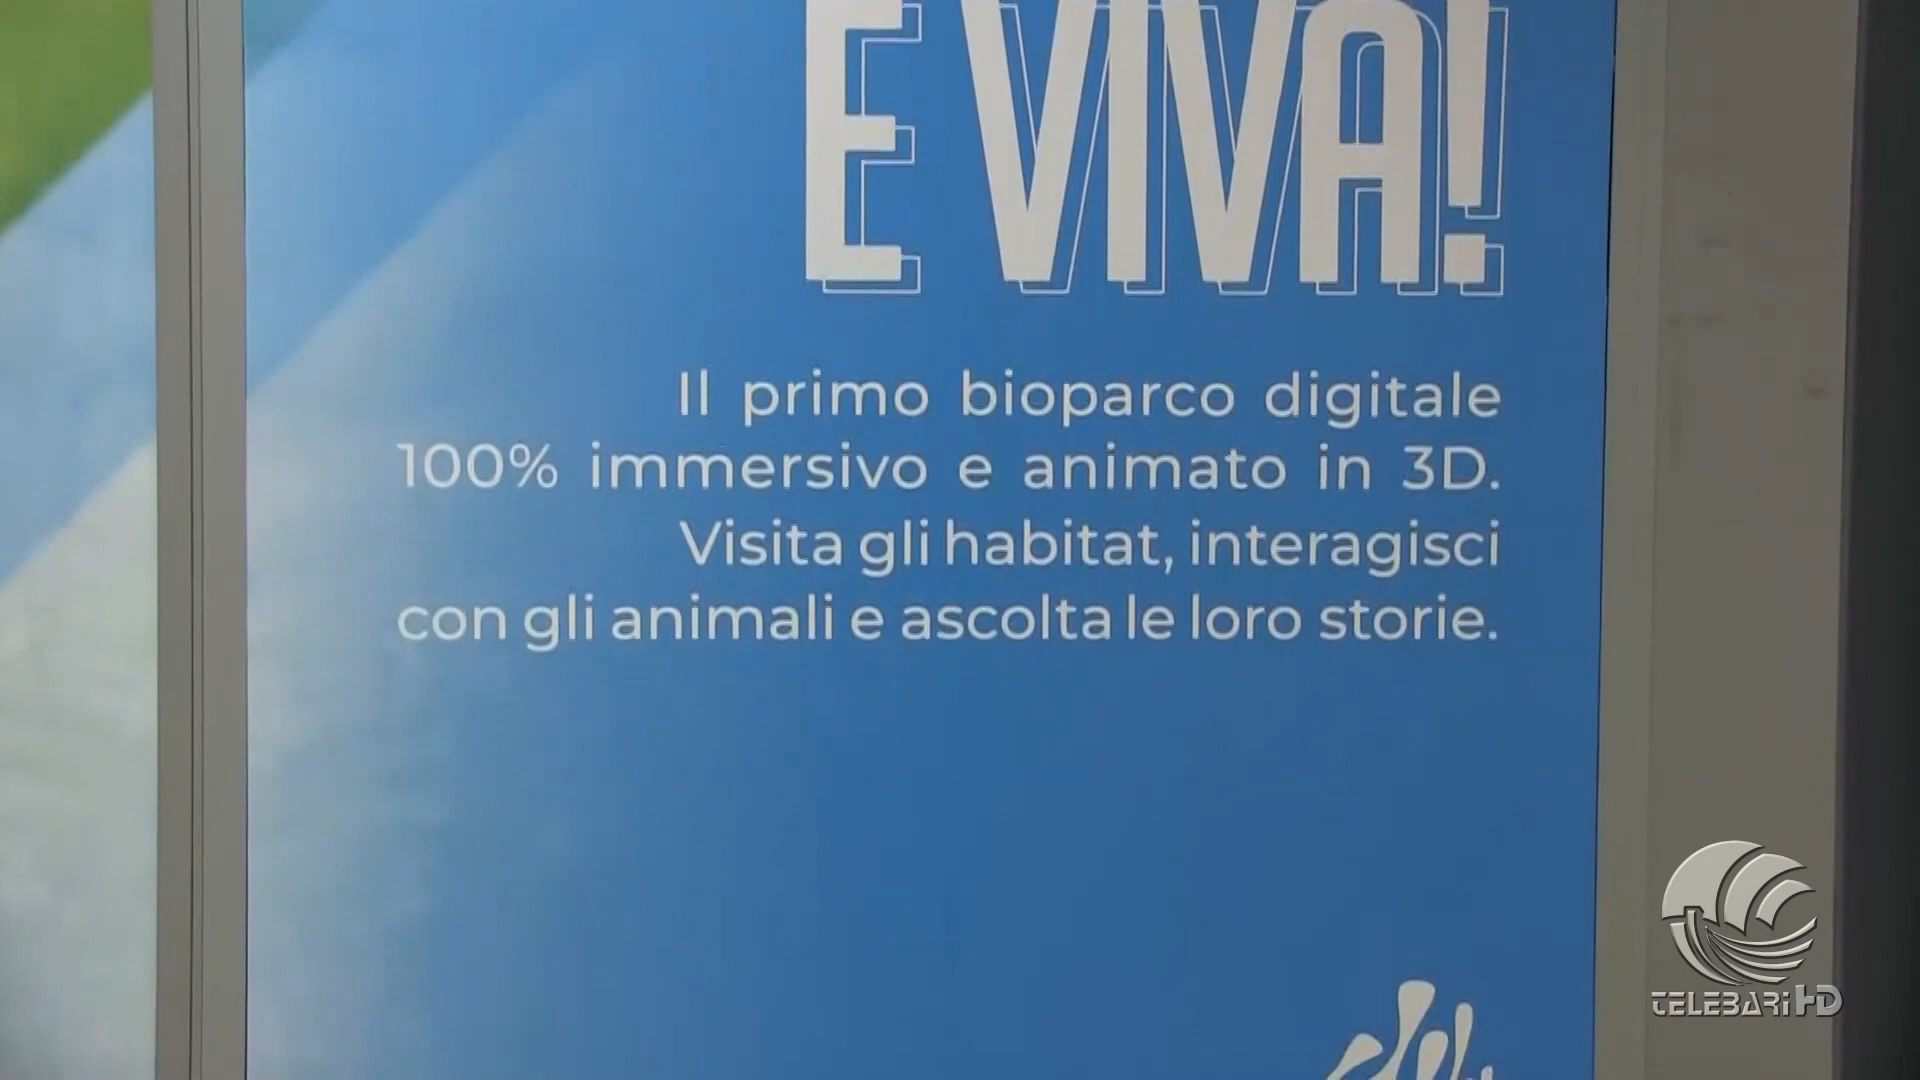 E VIVA!
Il primo bioparco digitale
100% immersivo e animato in 3D.
Visita gli habitat, interagisci
con gli animali e ascolta le loro storie.
TELEBARI HD